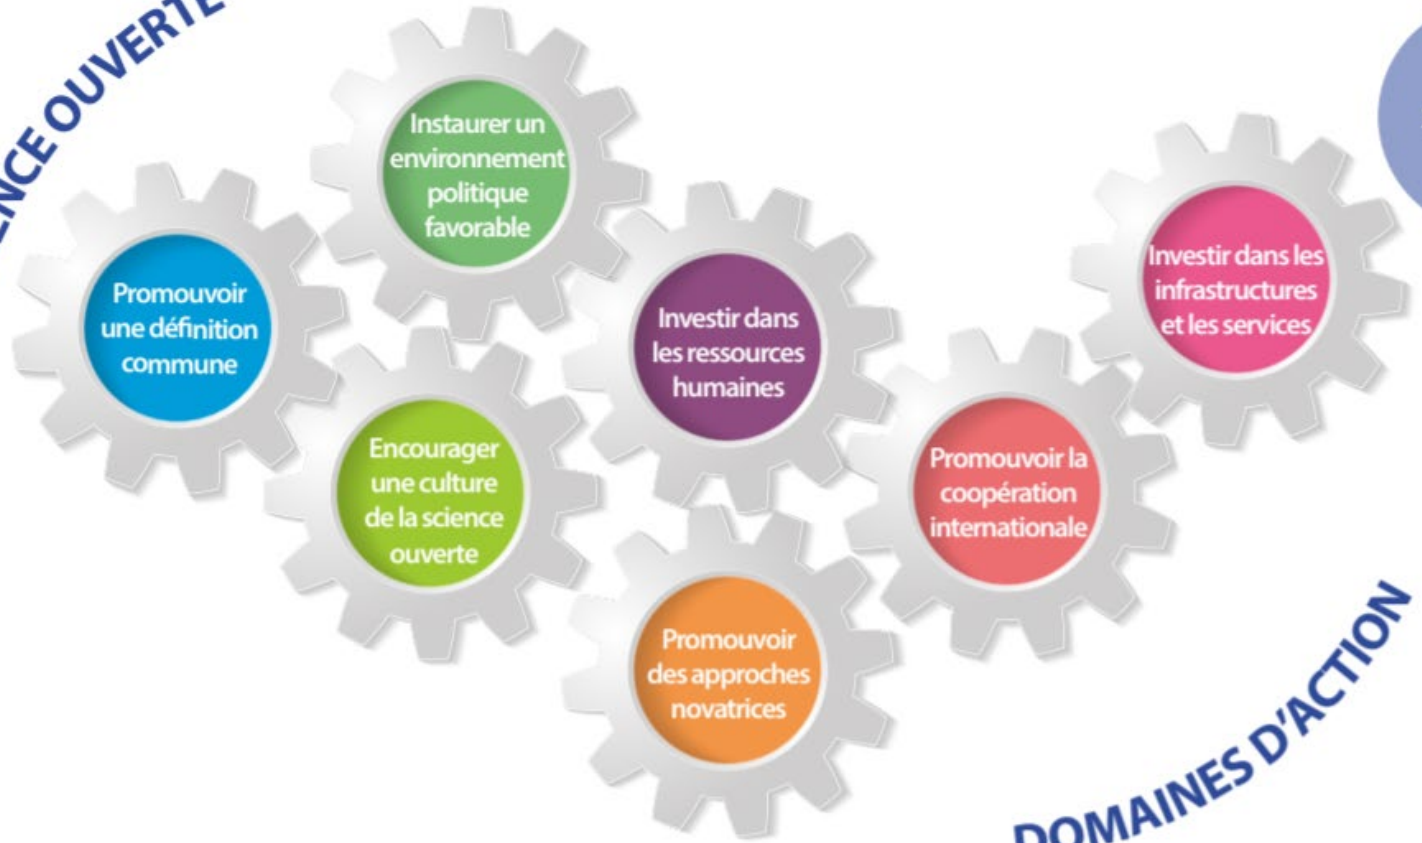 OUVERTE
Instaurer un
environnement
politique
favorable
Promouvoir
une définition
commune
Investir dans
les ressources
humaines
Investir dans les
infrastructures
et les services
Encourager
une culture
de la science
ouverte
Promouvoir la
coopération
internationale
Promouvoir
des approches
novatrices
DOMAINES D'ACTION